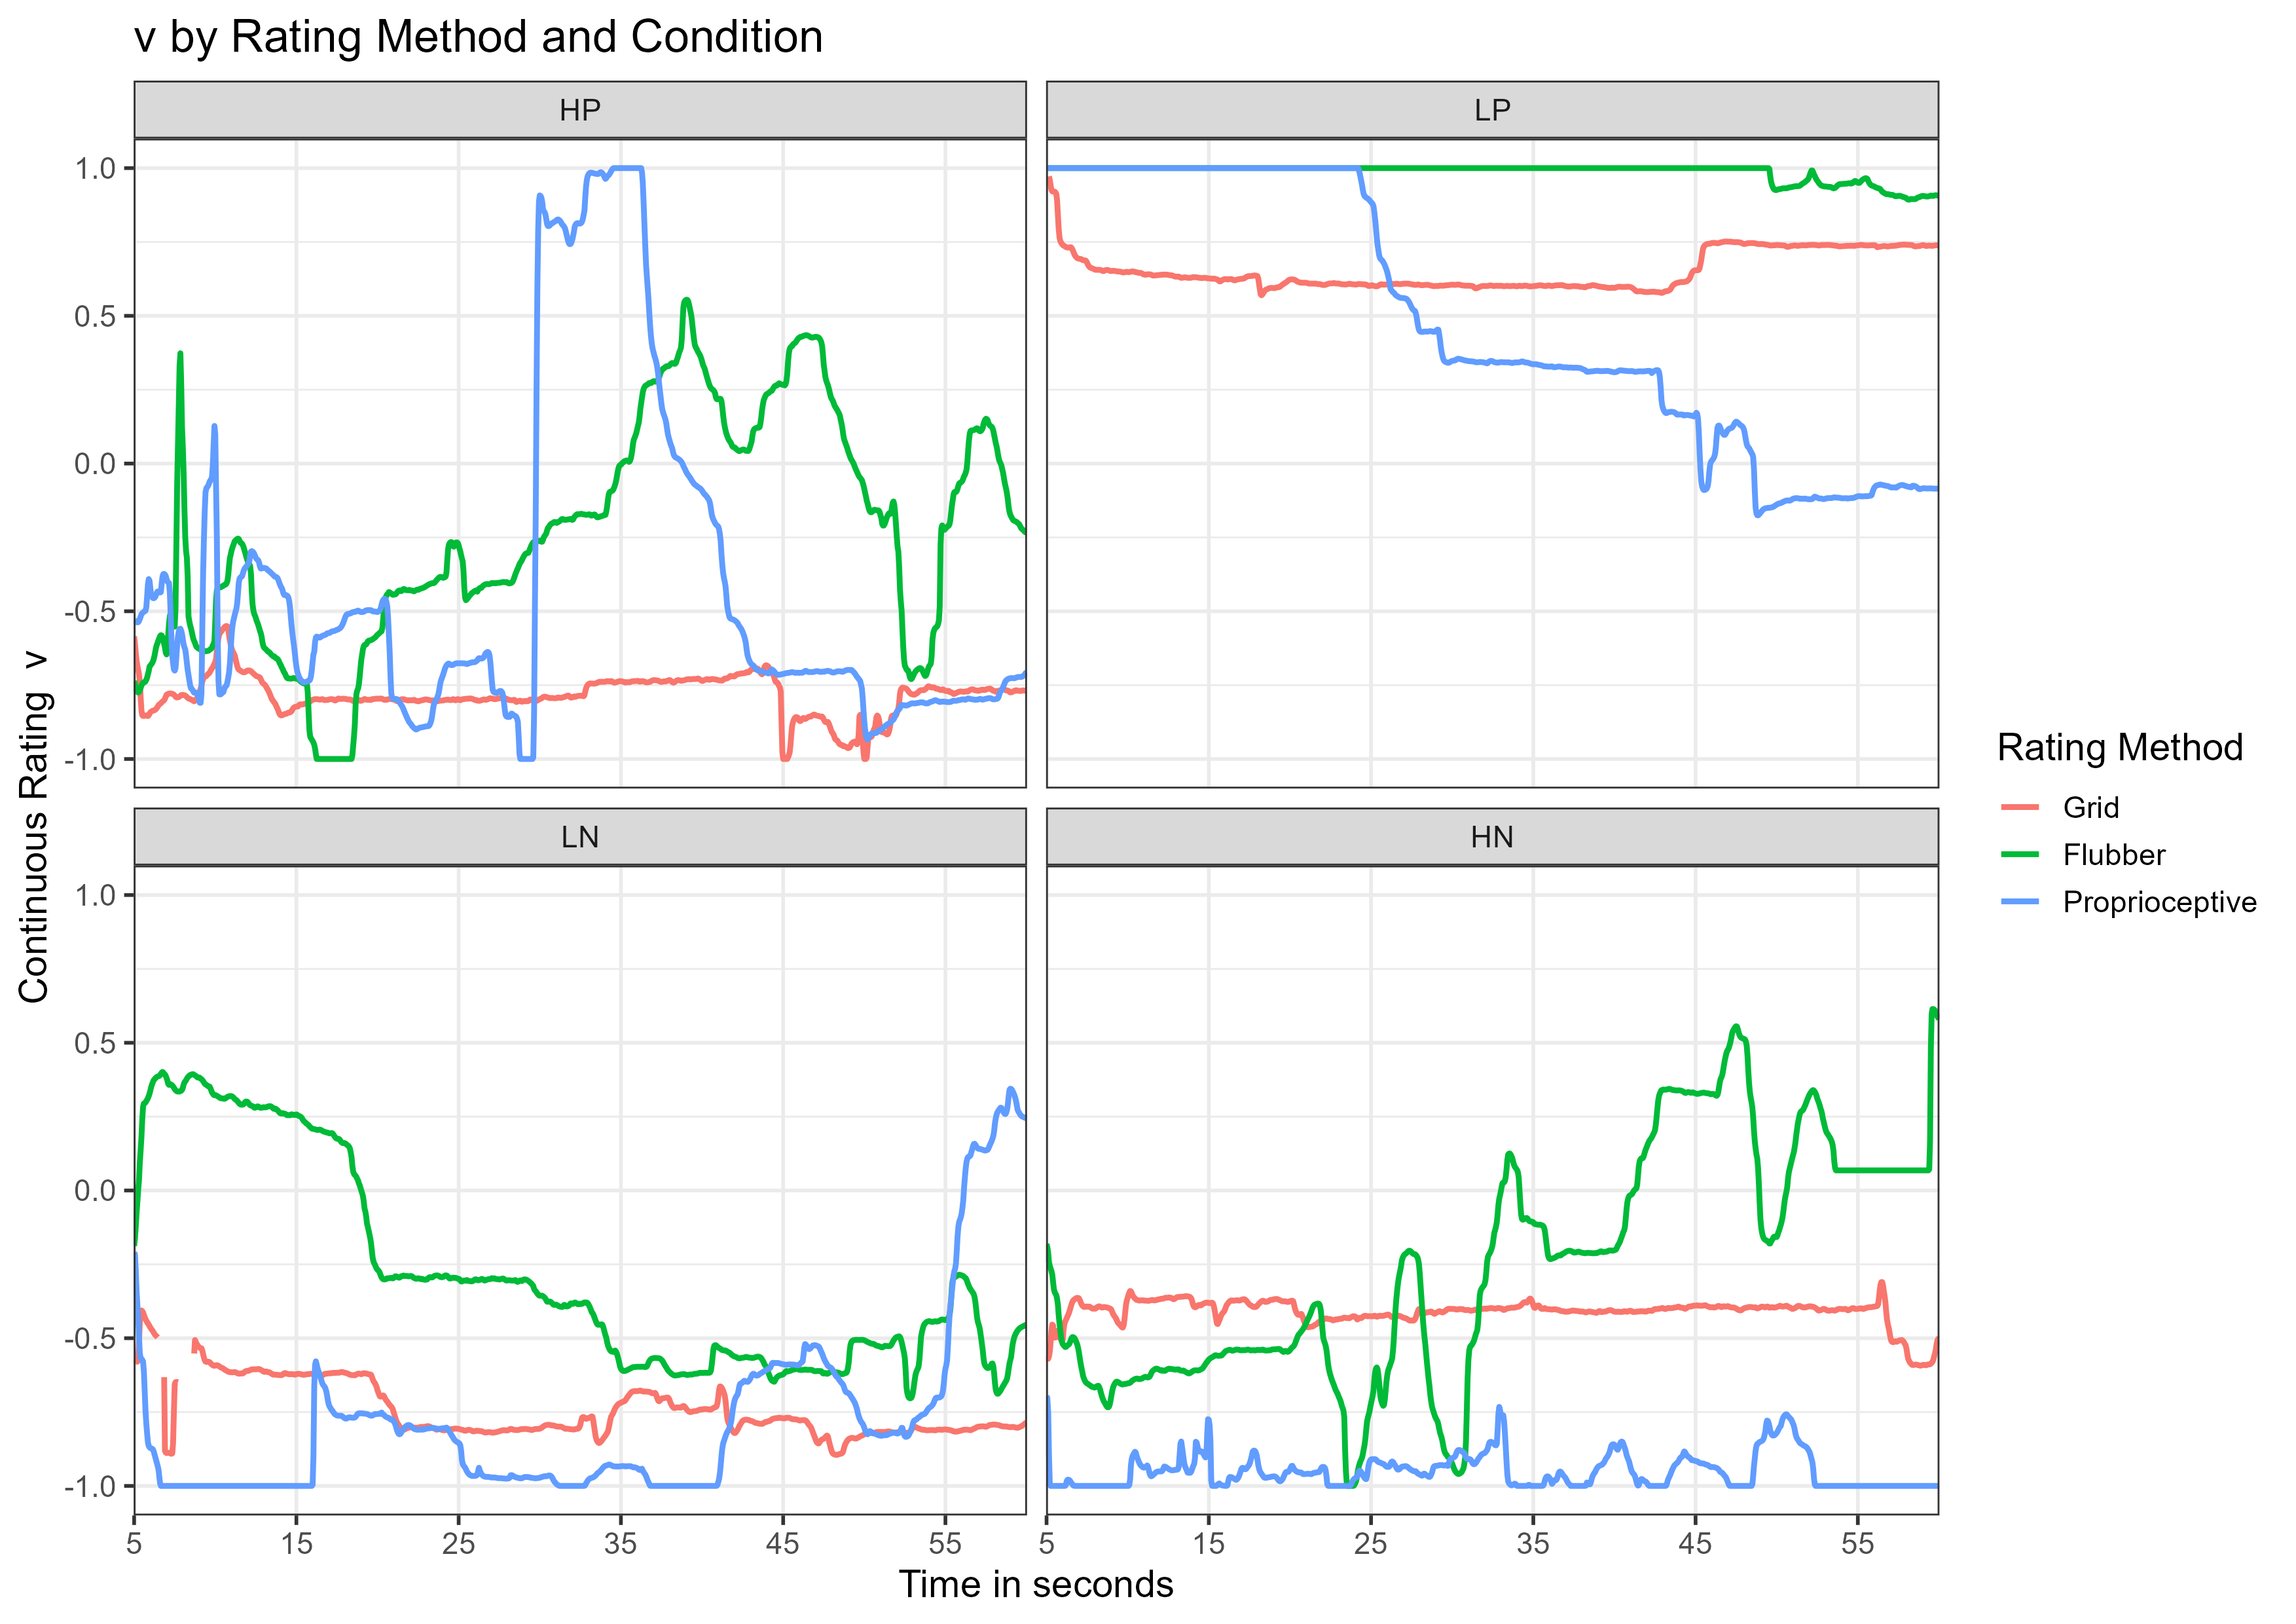 v by Rating Method and Condition
HP
LP
1.0
0.5
0.0
-0.5
-1.0
LN
HN
1.0
0.5
0.0
-0.5
-1.0
5 15 25 35 45 55
5 15 25 35 45 55
Time in seconds
Continuous Rating v
Rating Method
Grid
Flubber
Proprioceptive